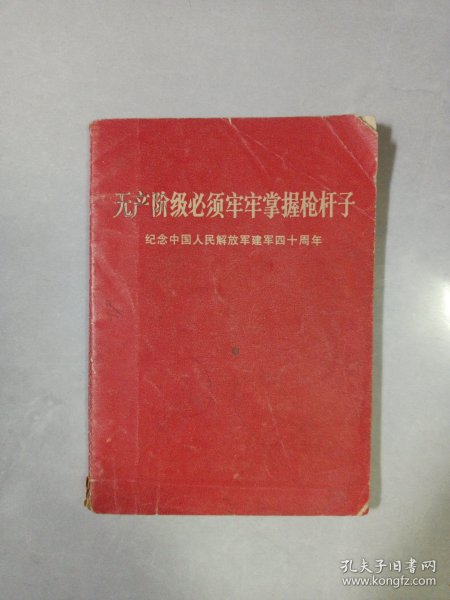 无产阶级必须牢牢掌握枪杆子
纪念中国人民解放军建军四十周年
孔夫子旧书网
www.kongfz.com